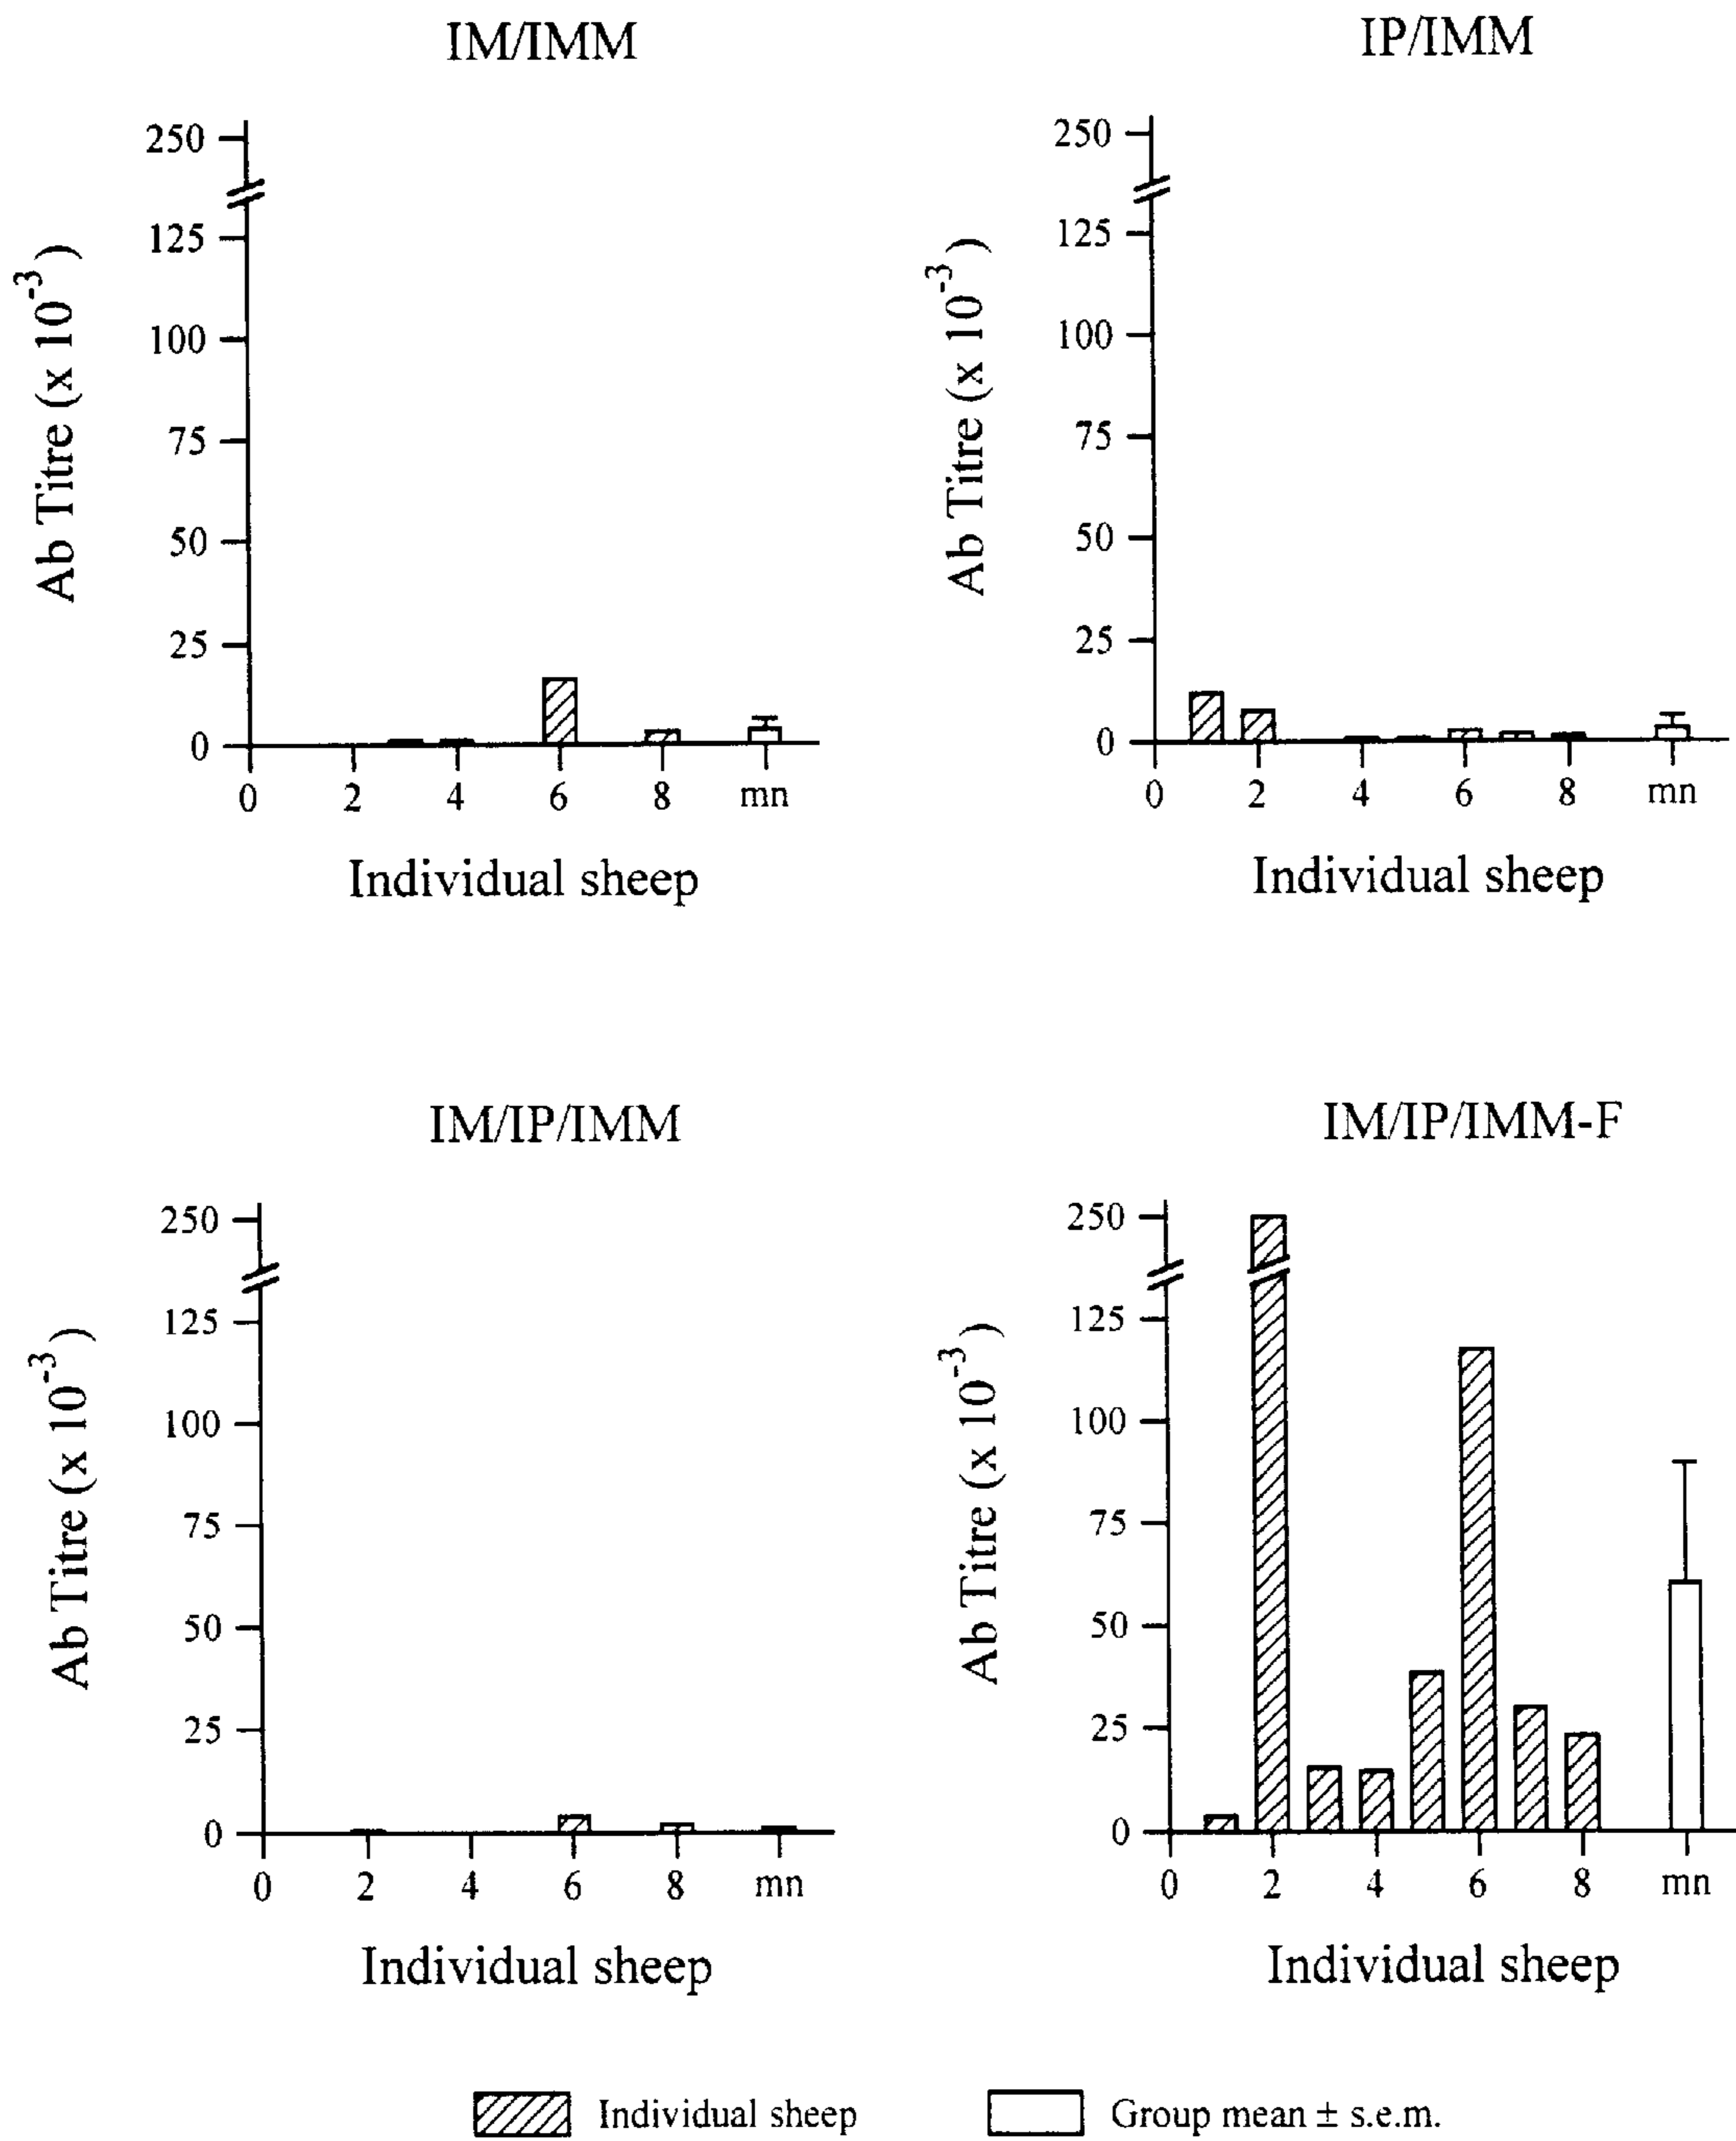 IM/IMM
250
125
100
75
50
25
0
Ab Titre (x 10⁻³)
0 2 4 6 8 mn
Individual sheep
IP/IMM
250
125
100
75
50
25
0
Ab Titre (x 10⁻³)
0 2 4 6 8 mn
Individual sheep
IM/IP/IMM
250
125
100
75
50
25
0
Ab Titre (x 10⁻³)
0 2 4 6 8 mn
Individual sheep
IM/IP/IMM-F
250
125
100
75
50
25
0
Ab Titre (x 10⁻³)
0 2 4 6 8 mn
Individual sheep
Individual sheep
Group mean ± s.e.m.